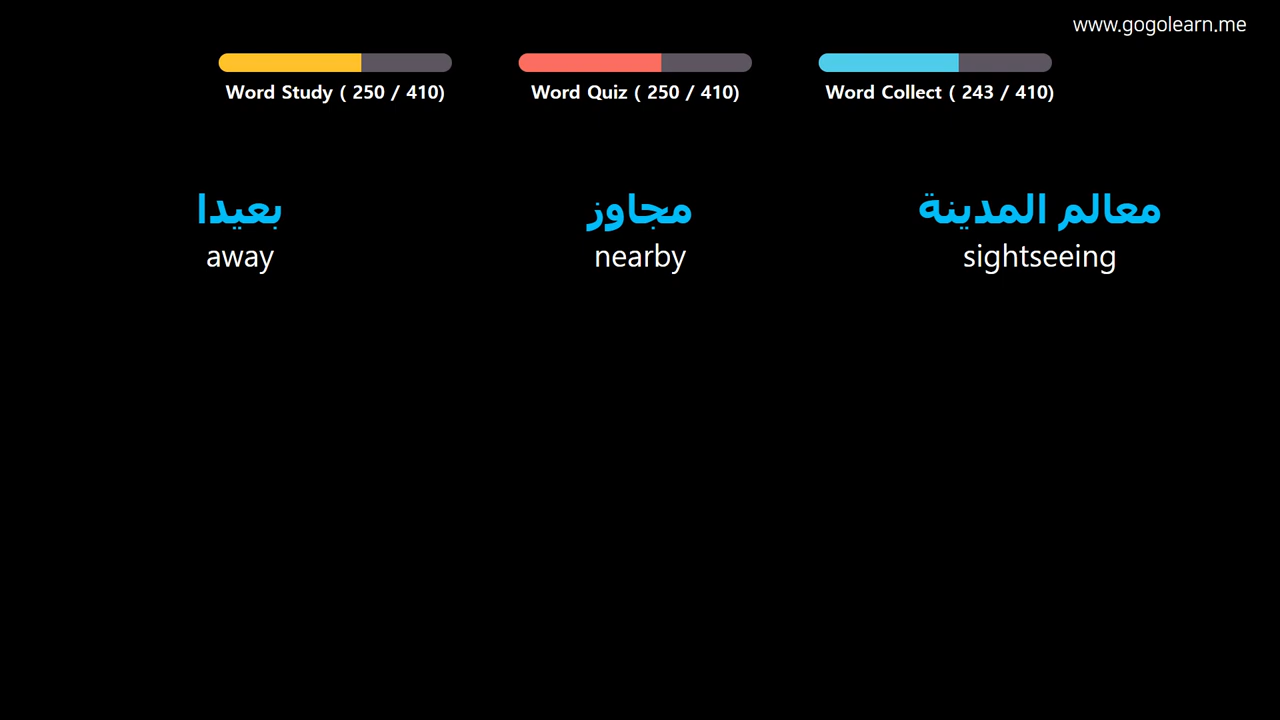 www.gogolearn.me
Word Study ( 250 / 410)
Word Quiz ( 250 / 410)
Word Collect ( 243 / 410)
بعيدا
away
مجاوز
nearby
معالم المدينة
sightseeing